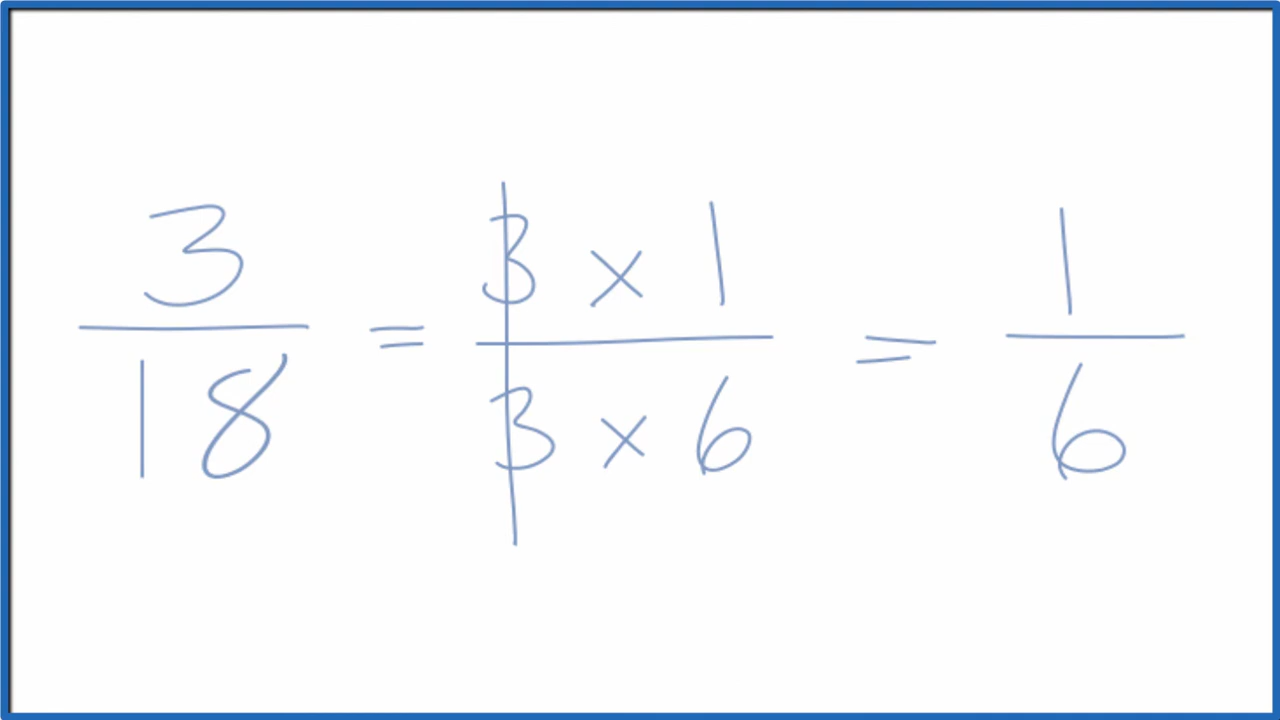 3/18 = 3 × 1/3 × 6 = 1/6